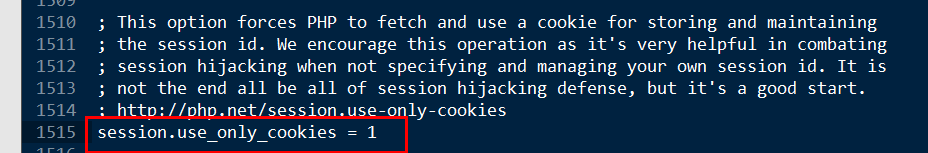 1510 ; This option forces PHP to fetch and use a cookie for storing and maintaining
1511 ; the session id. We encourage this operation as it's very helpful in combating
1512 ; session hijacking when not specifying and managing your own session id. It is
1513 ; not the end all be all of session hijacking defense, but it's a good start.
1514 ; http://php.net/session.use-only-cookies
1515 session.use_only_cookies = 1